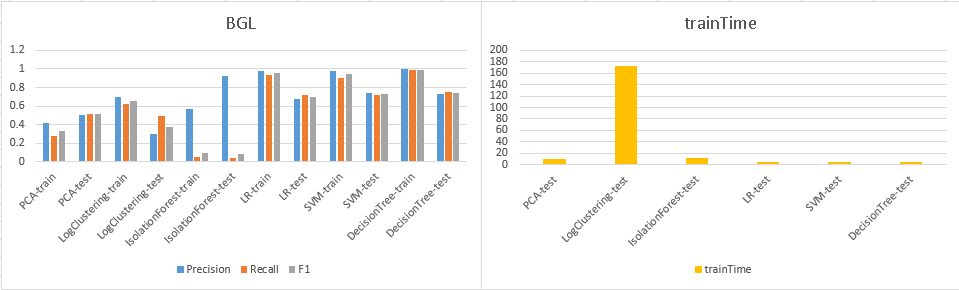 BGL
1.2
1
0.8
0.6
0.4
0.2
0
PCA-train
PCA-test
LogClustering-train
LogClustering-test
IsolationForest-train
IsolationForest-test
LR-train
LR-test
SVM-train
SVM-test
DecisionTree-train
DecisionTree-test
Precision Recall F1
trainTime
200
180
160
140
120
100
80
60
40
20
0
PCA-test
LogClustering-test
IsolationForest-test
LR-test
SVM-test
DecisionTree-test
trainTime